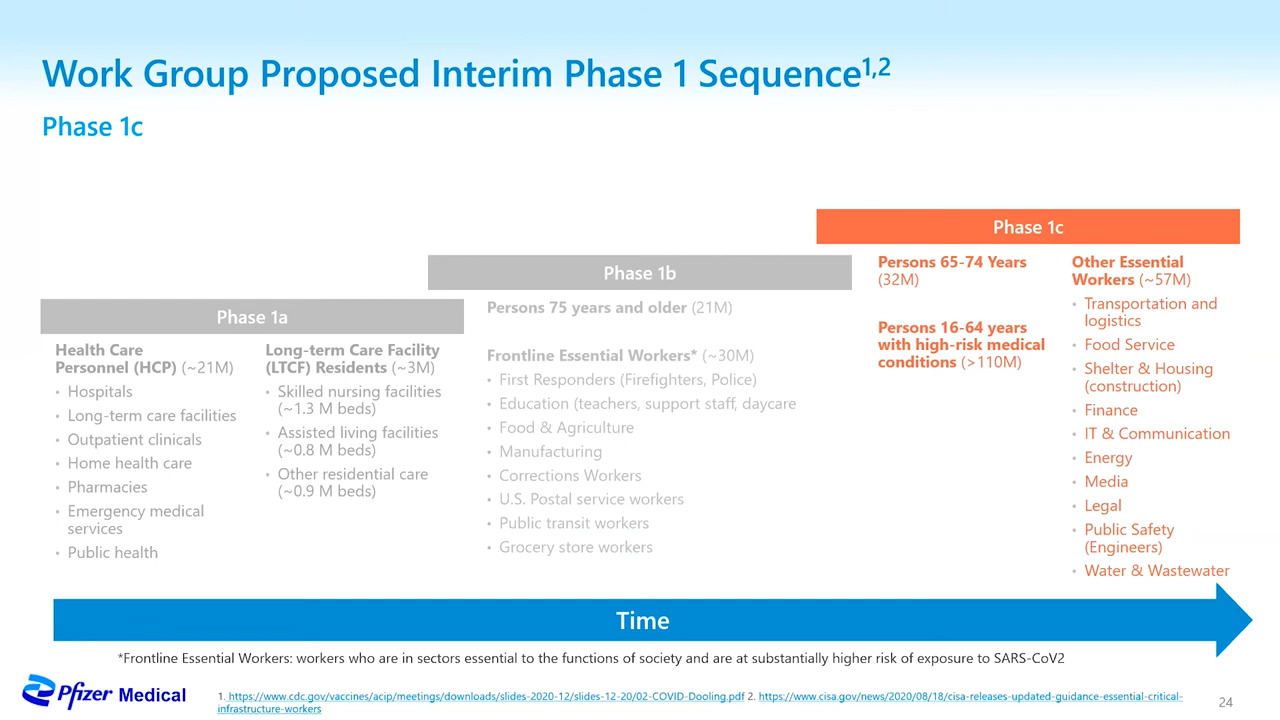 Work Group Proposed Interim Phase 1 Sequence1,2
Phase 1c
Phase 1a
Health Care
Personnel (HCP) (~21M)
• Hospitals
• Long-term care facilities
• Outpatient clinicals
• Home health care
• Pharmacies
• Emergency medical
services
• Public health
Long-term Care Facility
(LTCF) Residents (~3M)
• Skilled nursing facilities
(~1.3 M beds)
• Assisted living facilities
(~0.8 M beds)
• Other residential care
(~0.9 M beds)
Phase 1b
Persons 75 years and older (21M)
Frontline Essential Workers* (~30M)
• First Responders (Firefighters, Police)
• Education (teachers, support staff, daycare
• Food & Agriculture
• Manufacturing
• Corrections Workers
• U.S. Postal service workers
• Public transit workers
• Grocery store workers
Phase 1c
Persons 65-74 Years
(32M)
Persons 16-64 years
with high-risk medical
conditions (>110M)
Other Essential
Workers (~57M)
• Transportation and
logistics
• Food Service
• Shelter & Housing
(construction)
• Finance
• IT & Communication
• Energy
• Media
• Legal
• Public Safety
(Engineers)
• Water & Wastewater
Time
*Frontline Essential Workers: workers who are in sectors essential to the functions of society and are at substantially higher risk of exposure to SARS-CoV2
Pfizer Medical
1. https://www.cdc.gov/vaccines/acip/meetings/downloads/slides-2020-12/slides-12-20/02-COVID-Dooling.pdf 2. https://www.cisa.gov/news/2020/08/18/cisa-releases-updated-guidance-essential-critical-
infrastructure-workers
24